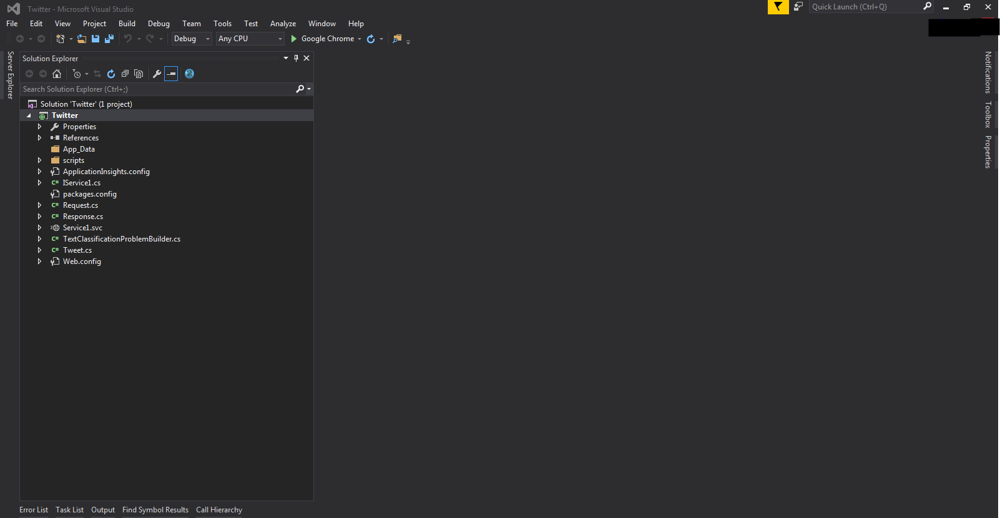 Twitter - Microsoft Visual Studio
Quick Launch (Ctrl+Q)
File Edit View Project Build Debug Team Tools Test Analyze Window Help
Debug Any CPU Google Chrome
Server Explorer
Solution Explorer
Search Solution Explorer (Ctrl+;)
Solution 'Twitter' (1 project)
Twitter
Properties
References
App_Data
scripts
ApplicationInsights.config
C# IService1.cs
packages.config
C# Request.cs
C# Response.cs
Service1.svc
C# TextClassificationProblemBuilder.cs
C# Tweet.cs
Web.config
Notifications
Toolbox
Properties
Error List Task List Output Find Symbol Results Call Hierarchy